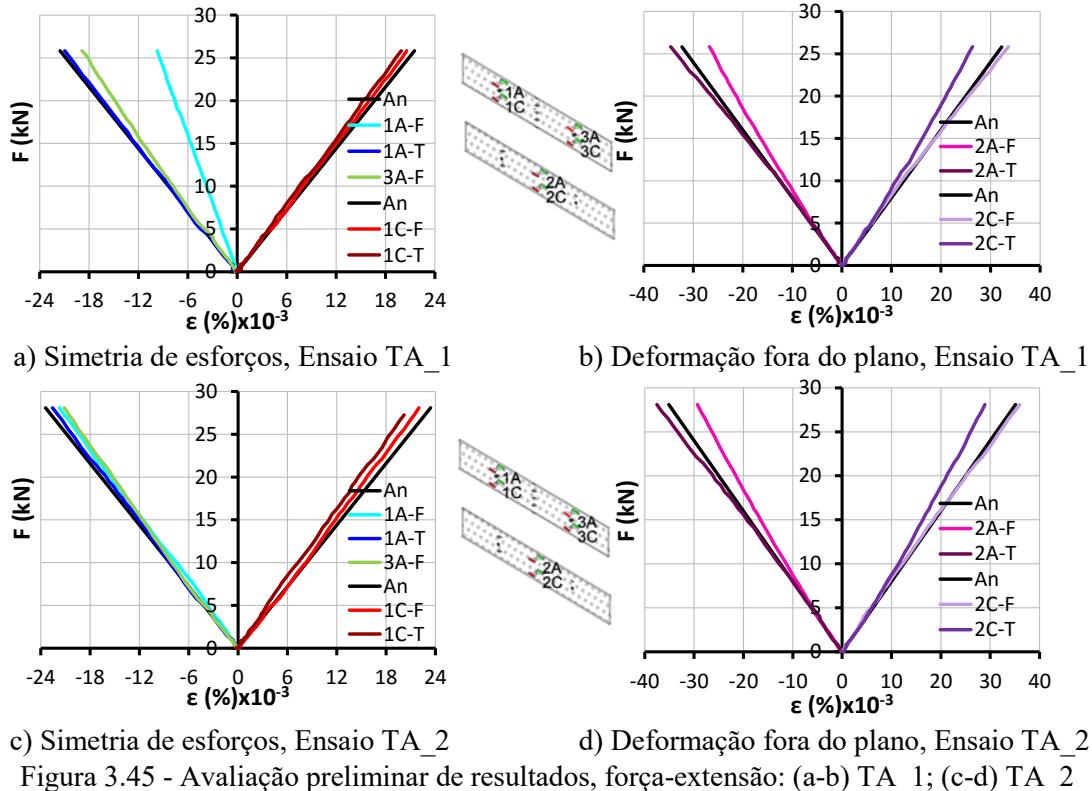 30
25
20
15
10
5
0
F (kN)
-24 -18 -12 -6 0 6 12 18 24
ε (%)x10⁻³
An
1A-F
1A-T
3A-F
An
1C-F
1C-T
1A
1C
3A
3C
2A
2C
30
25
20
15
10
5
0
F (kN)
-40 -30 -20 -10 0 10 20 30 40
ε (%)x10⁻³
An
2A-F
2A-T
An
2C-F
2C-T
a) Simetria de esforços, Ensaio TA_1
b) Deformação fora do plano, Ensaio TA_1
30
25
20
15
10
5
0
F (kN)
-24 -18 -12 -6 0 6 12 18 24
ε (%)x10⁻³
An
1A-F
1A-T
3A-F
An
1C-F
1C-T
1A
1C
3A
3C
2A
2C
30
25
20
15
10
5
0
F (kN)
-40 -30 -20 -10 0 10 20 30 40
ε (%)x10⁻³
An
2A-F
2A-T
An
2C-F
2C-T
c) Simetria de esforços, Ensaio TA_2
d) Deformação fora do plano, Ensaio TA_2
Figura 3.45 - Avaliação preliminar de resultados, força-extensão: (a-b) TA_1; (c-d) TA_2